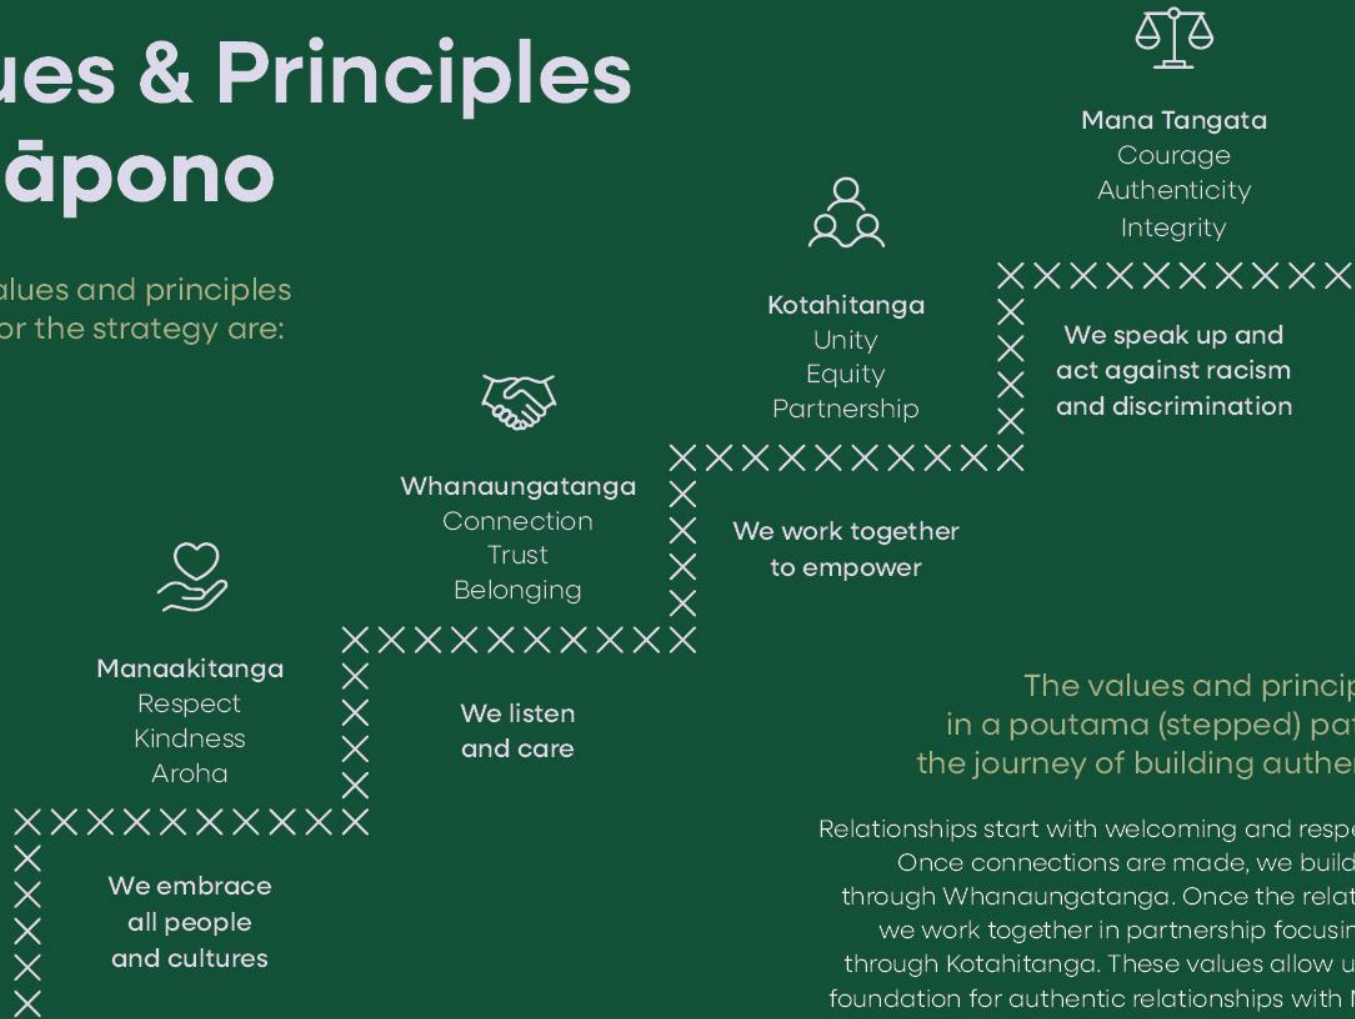 ues & Principles
āpono
alues and principles
or the strategy are:
Manaakitanga
Respect
Kindness
Aroha
We embrace
all people
and cultures
Whanaungatanga
Connection
Trust
Belonging
We listen
and care
Kotahitanga
Unity
Equity
Partnership
We work together
to empower
Mana Tangata
Courage
Authenticity
Integrity
We speak up and
act against racism
and discrimination
The values and princip
in a poutama (stepped) pat
the journey of building authe
Relationships start with welcoming and respe
Once connections are made, we build
through Whanaungatanga. Once the relat
we work together in partnership focusin
through Kotahitanga. These values allow u
foundation for authentic relationships with M